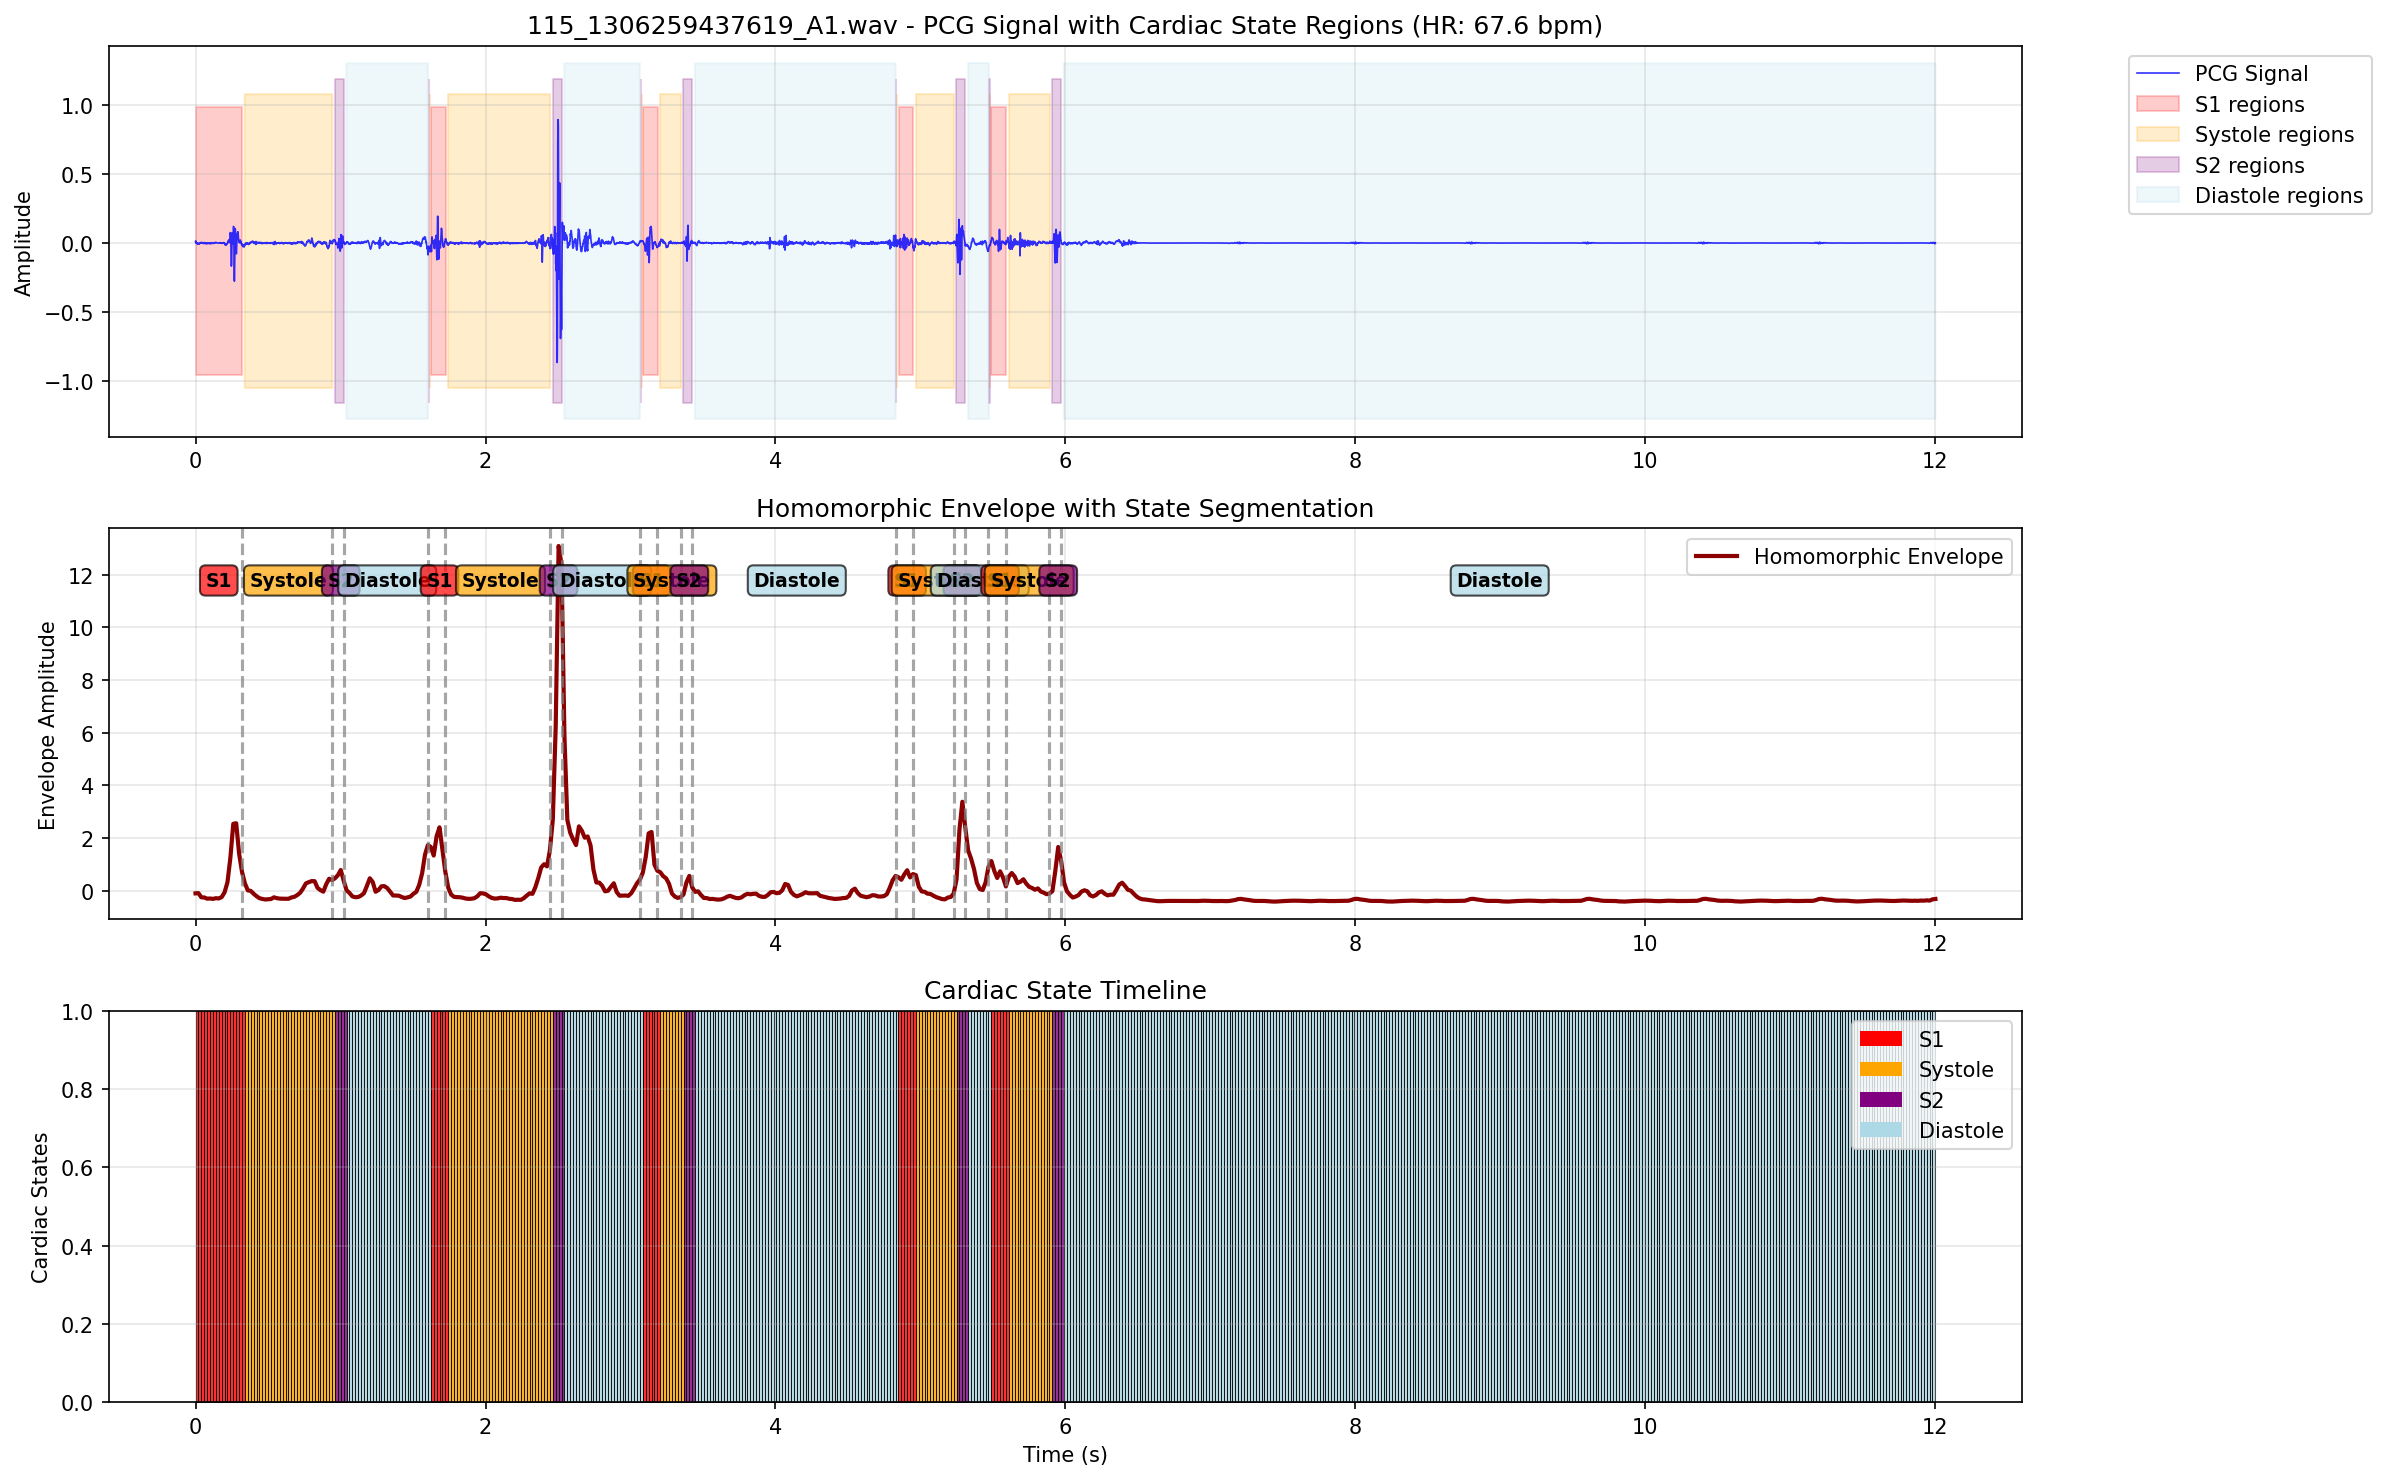 115_1306259437619_A1.wav - PCG Signal with Cardiac State Regions (HR: 67.6 bpm)
Amplitude
1.0
0.5
0.0
−0.5
−1.0
0 2 4 6 8 10 12
PCG Signal
S1 regions
Systole regions
S2 regions
Diastole regions
Homomorphic Envelope with State Segmentation
Envelope Amplitude
12
10
8
6
4
2
0
S1 Systole Diastole S1 Systole Diastole S2 Diastole S2 Diastole
Homomorphic Envelope
0 2 4 6 8 10 12
Cardiac State Timeline
Cardiac States
1.0
0.8
0.6
0.4
0.2
0.0
S1
Systole
S2
Diastole
0 2 4 6 8 10 12
Time (s)